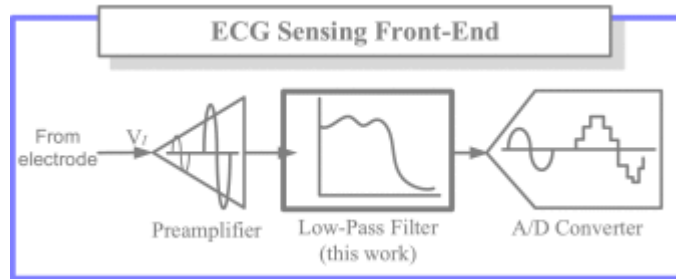 ECG Sensing Front-End
From
electrode
V_I
Preamplifier
Low-Pass Filter
(this work)
A/D Converter